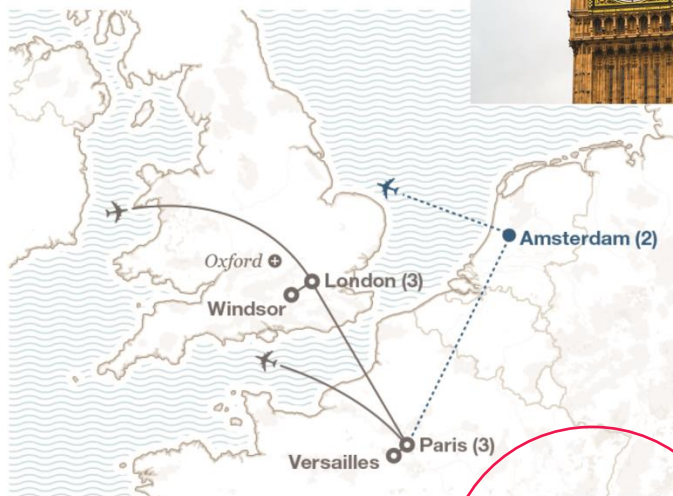 Amsterdam (2)
Oxford
London (3)
Windsor
Paris (3)
Versailles